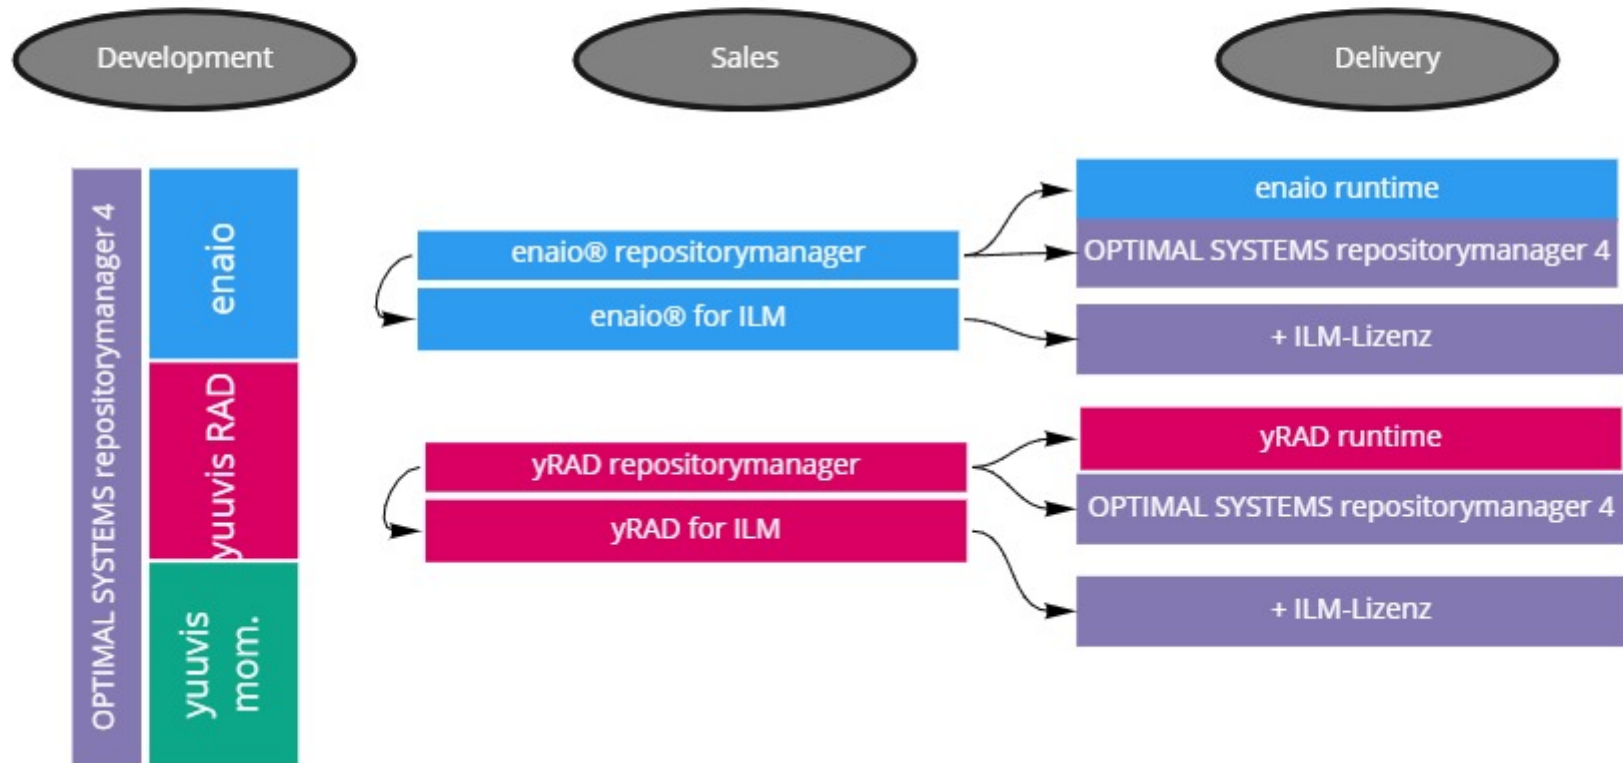 Development
Sales
Delivery
OPTIMAL SYSTEMS repositorymanager 4
enaio
yuuvis RAD
yuuvis
mom.
enaio® repositorymanager
enaio® for ILM
yRAD repositorymanager
yRAD for ILM
enaio runtime
OPTIMAL SYSTEMS repositorymanager 4
+ ILM-Lizenz
yRAD runtime
OPTIMAL SYSTEMS repositorymanager 4
+ ILM-Lizenz